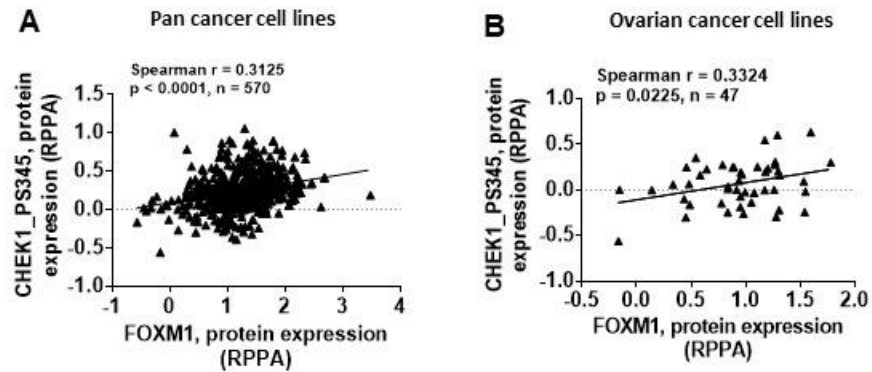 A
Pan cancer cell lines
Spearman r = 0.3125
p < 0.0001, n = 570
CHEK1_PS345, protein
expression (RPPA)
1.5
1.0
0.5
0.0
-0.5
-1.0
-1
0
1
2
3
4
FOXM1, protein expression
(RPPA)
B
Ovarian cancer cell lines
Spearman r = 0.3324
p = 0.0225, n = 47
CHEK1_PS345, protein
expression (RPPA)
1.0
0.5
0.0
-0.5
-1.0
-0.5
0.0
0.5
1.0
1.5
2.0
FOXM1, protein expression
(RPPA)